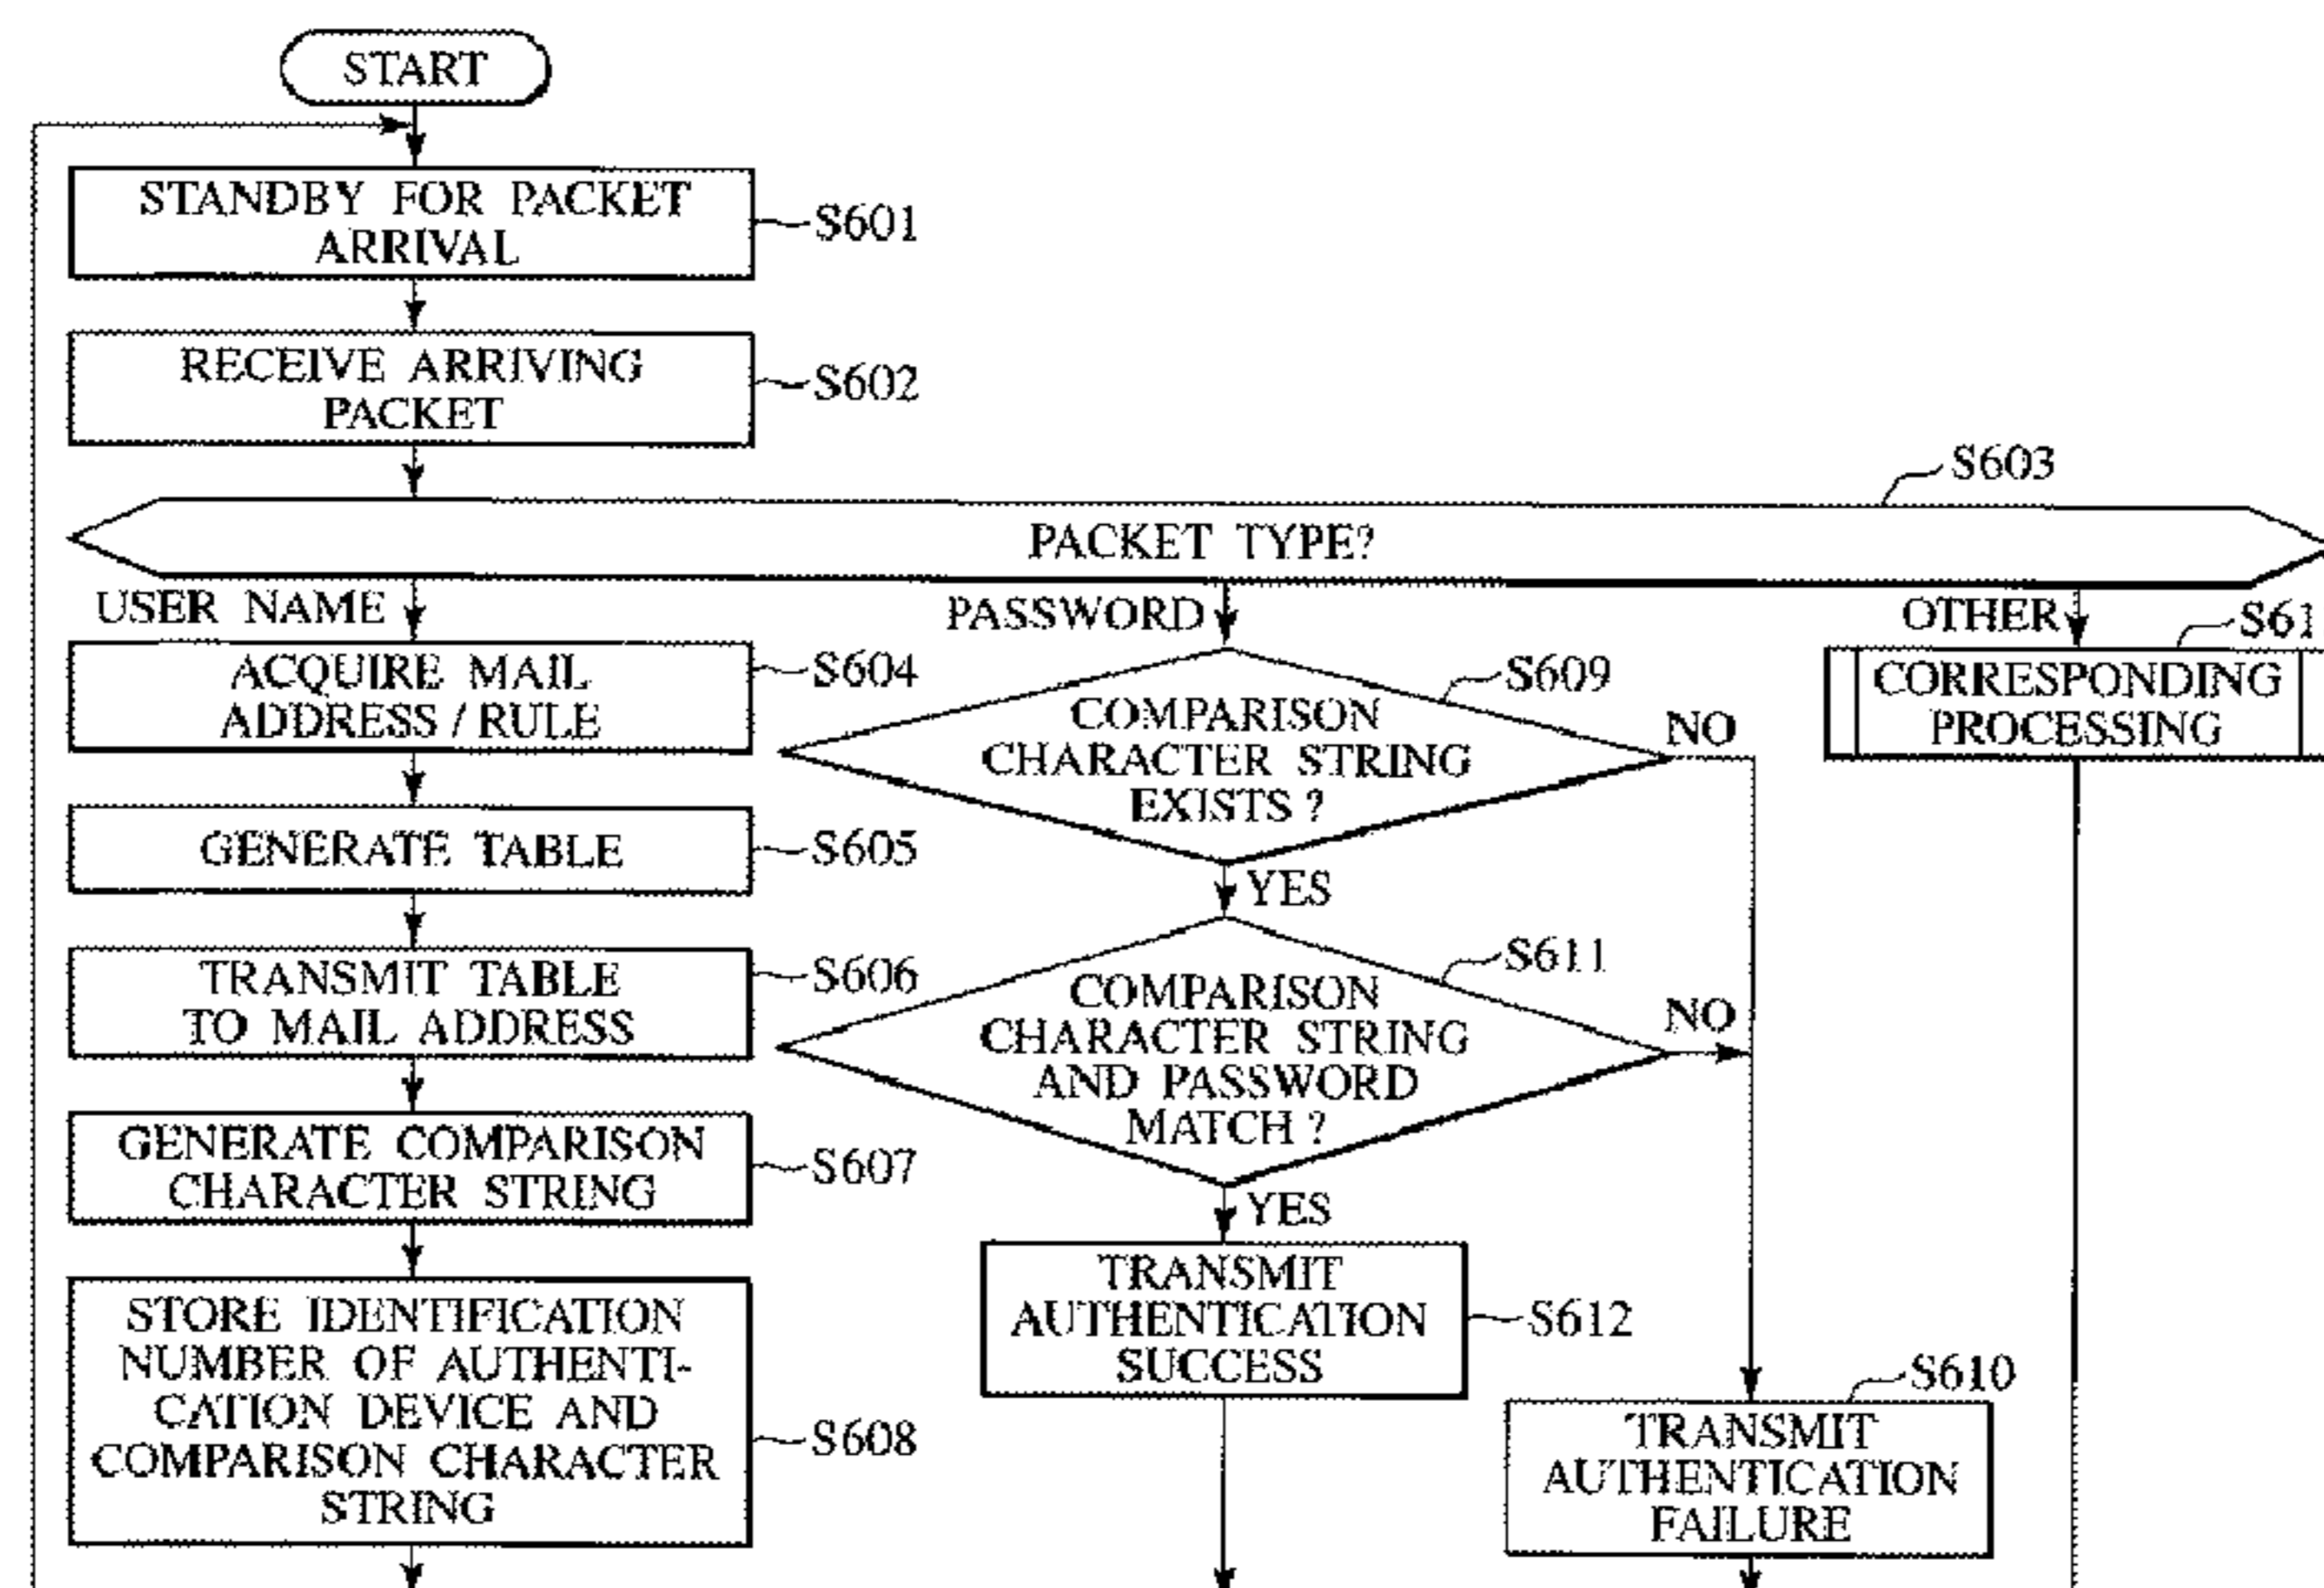 START
STANDBY FOR PACKET
ARRIVAL
S601
RECEIVE ARRIVING
PACKET
S602
S603
PACKET TYPE?
USER NAME
PASSWORD
OTHER
S61
ACQUIRE MAIL
ADDRESS / RULE
S604
COMPARISON
CHARACTER STRING
EXISTS ?
S609
NO
CORRESPONDING
PROCESSING
GENERATE TABLE
S605
YES
TRANSMIT TABLE
TO MAIL ADDRESS
S606
COMPARISON
CHARACTER STRING
AND PASSWORD
MATCH ?
S611
NO
GENERATE COMPARISON
CHARACTER STRING
S607
YES
STORE IDENTIFICATION
NUMBER OF AUTHENTI-
CATION DEVICE AND
COMPARISON CHARACTER
STRING
S608
TRANSMIT
AUTHENTICATION
SUCCESS
S612
S610
TRANSMIT
AUTHENTICATION
FAILURE